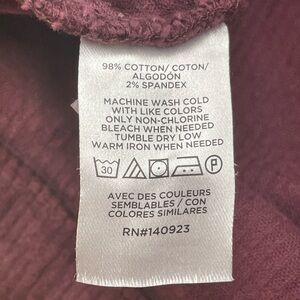 98% COTTON/ COTON/
ALGODÓN
2% SPANDEX
MACHINE WASH COLD
WITH LIKE COLORS
ONLY NON-CHLORINE
BLEACH WHEN NEEDED
TUMBLE DRY LOW
WARM IRON WHEN NEEDED
30 P
AVEC DES COULEURS
SEMBLABLES / CON
COLORES SIMILARES
RN#140923